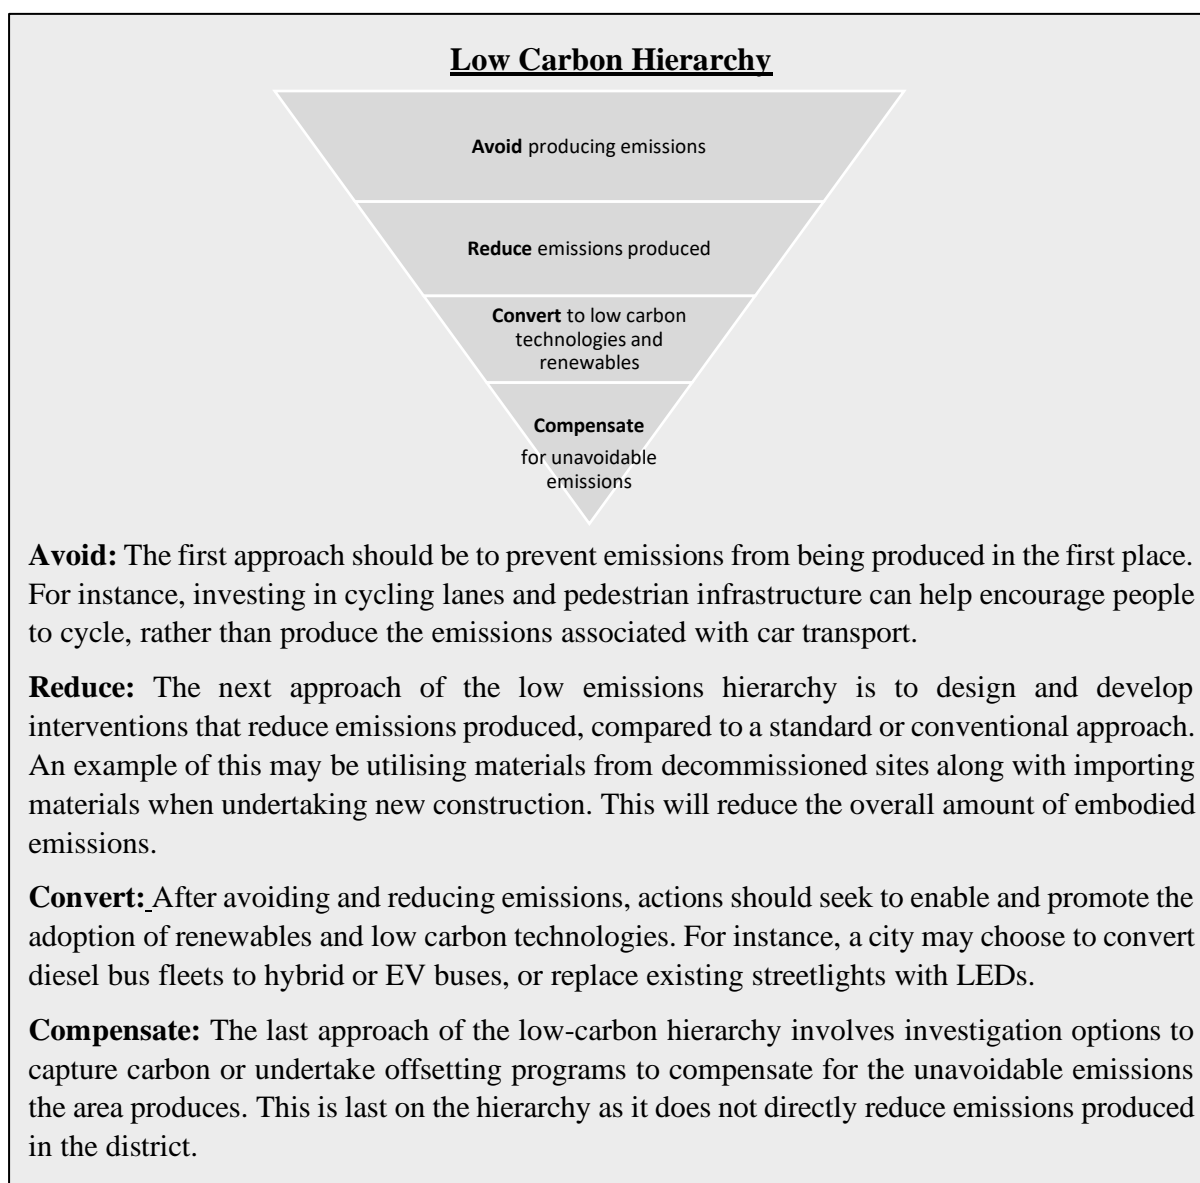 Low Carbon Hierarchy
Avoid producing emissions
Reduce emissions produced
Convert to low carbon
technologies and
renewables
Compensate
for unavoidable
emissions
Avoid: The first approach should be to prevent emissions from being produced in the first place.
For instance, investing in cycling lanes and pedestrian infrastructure can help encourage people
to cycle, rather than produce the emissions associated with car transport.
Reduce: The next approach of the low emissions hierarchy is to design and develop
interventions that reduce emissions produced, compared to a standard or conventional approach.
An example of this may be utilising materials from decommissioned sites along with importing
materials when undertaking new construction. This will reduce the overall amount of embodied
emissions.
Convert: After avoiding and reducing emissions, actions should seek to enable and promote the
adoption of renewables and low carbon technologies. For instance, a city may choose to convert
diesel bus fleets to hybrid or EV buses, or replace existing streetlights with LEDs.
Compensate: The last approach of the low-carbon hierarchy involves investigation options to
capture carbon or undertake offsetting programs to compensate for the unavoidable emissions
the area produces. This is last on the hierarchy as it does not directly reduce emissions produced
in the district.